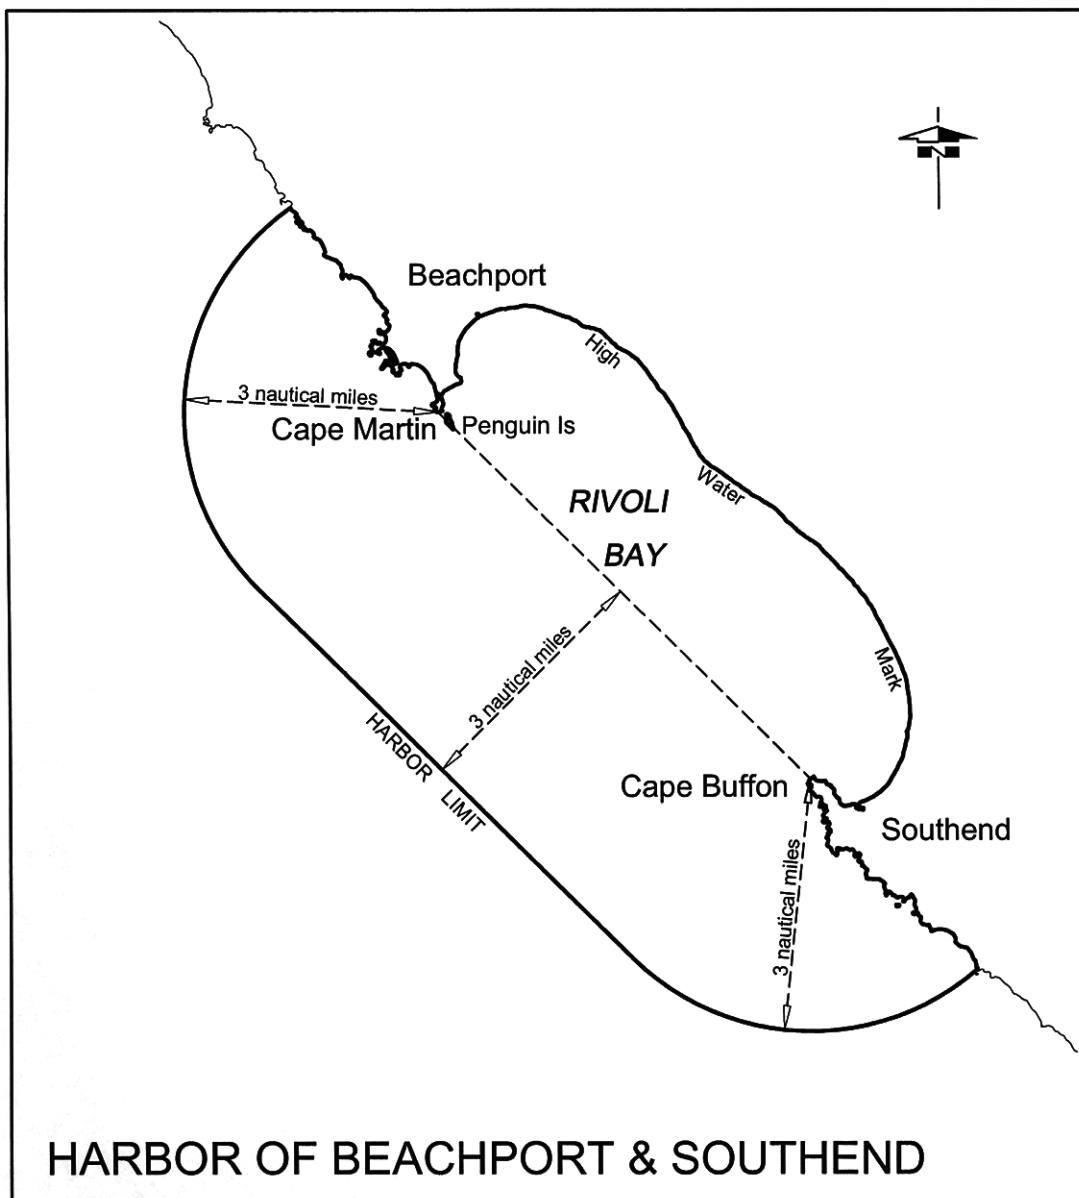 N
Beachport
High
3 nautical miles
Cape Martin
Penguin Is
Water
RIVOLI
BAY
3 nautical miles
Mark
HARBOR LIMIT
Cape Buffon
Southend
3 nautical miles
HARBOR OF BEACHPORT & SOUTHEND